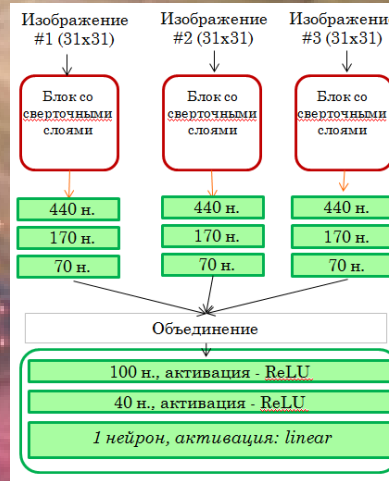 Изображение
#1 (31x31)
Изображение
#2 (31x31)
Изображение
#3 (31x31)
Блок со
сверточными
слоями
Блок со
сверточными
слоями
Блок со
сверточными
слоями
440 н.
440 н.
440 н.
170 н.
170 н.
170 н.
70 н.
70 н.
70 н.
Объединение
100 н., активация - ReLU
40 н., активация - ReLU
1 нейрон, активация: linear